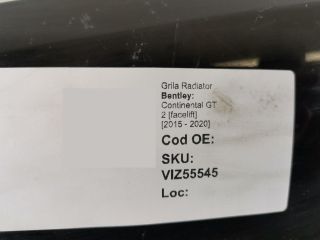 Grila Radiator
Bentley:
Continental GT
2 [facelift]
[2015 - 2020]
Cod OE:
SKU:
VIZ55545
Loc: